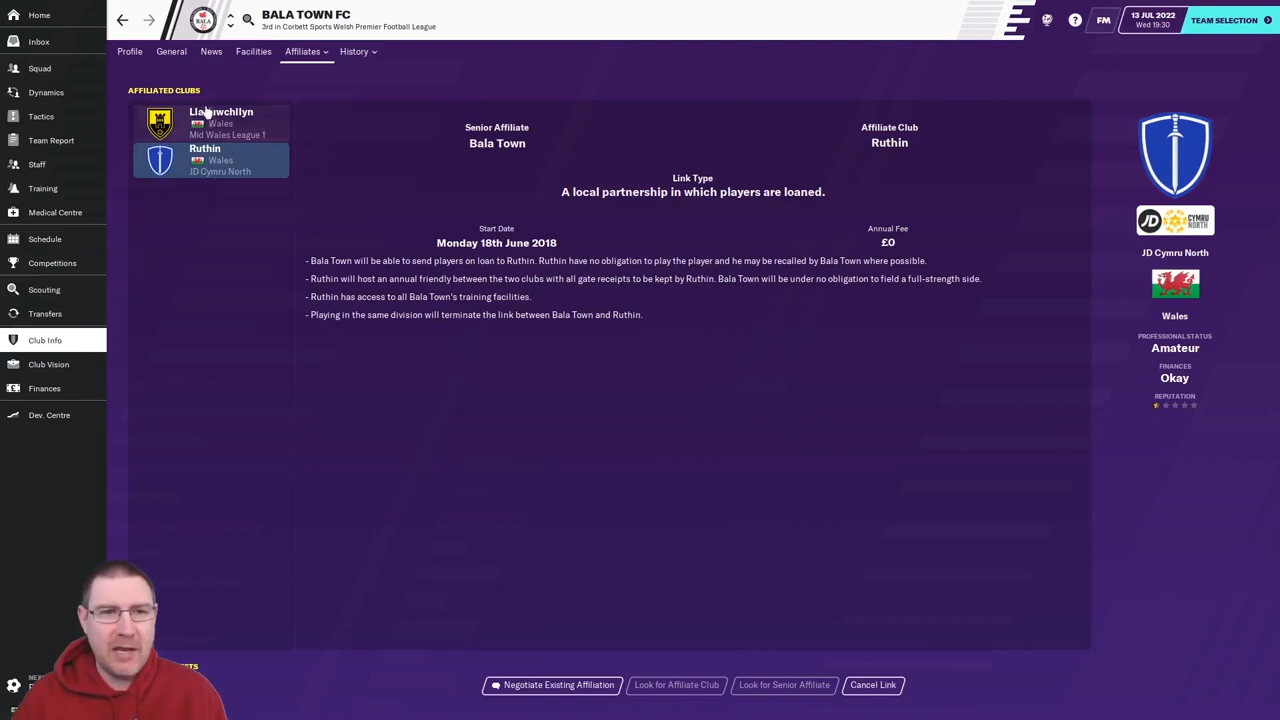 Home
Inbox
Squad
Dynamics
Tactics
Team Report
Staff
Training
Medical Centre
Schedule
Competitions
Scouting
Transfers
Club Info
Club Vision
Finances
Dev. Centre
BALA
BALA TOWN FC
3rd in Corbett Sports Welsh Premier Football League
?
FM
13 JUL 2022
Wed 19:30
TEAM SELECTION
Profile
General
News
Facilities
Affiliates
History
AFFILIATED CLUBS
Wales
Mid Wales League 1
Ruthin
Wales
JD Cymru North
Senior Affiliate
Bala Town
Affiliate Club
Ruthin
Link Type
A local partnership in which players are loaned.
Start Date
Monday 18th June 2018
Annual Fee
£0
- Bala Town will be able to send players on loan to Ruthin. Ruthin have no obligation to play the player and he may be recalled by Bala Town where possible.
- Ruthin will host an annual friendly between the two clubs with all gate receipts to be kept by Ruthin. Bala Town will be under no obligation to field a full-strength side.
- Ruthin has access to all Bala Town's training facilities.
- Playing in the same division will terminate the link between Bala Town and Ruthin.
JD
CYMRU
NORTH
JD Cymru North
Wales
PROFESSIONAL STATUS
Amateur
FINANCES
Okay
REPUTATION
Negotiate Existing Affiliation
Look for Affiliate Club
Look for Senior Affiliate
Cancel Link